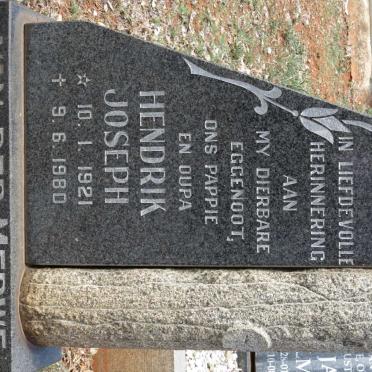 IN LIEFDEVOLLE
HERINNERING
AAN
MY DIERBARE
EGGENOOT,
ONS PAPPIE
EN OUPA
HENDRIK
JOSEPH
☆ 10. 1. 1921
✝ 9. 6. 1980